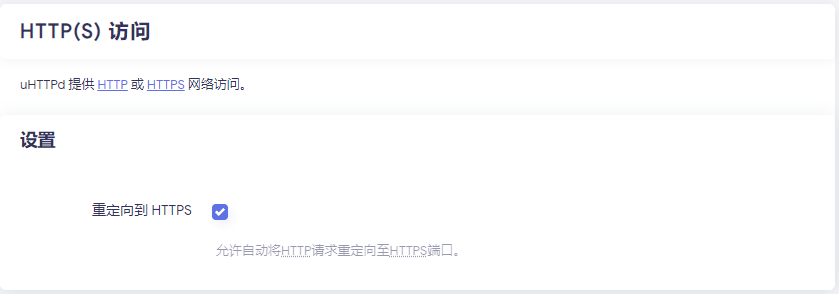 HTTP(S) 访问
uHTTPd 提供 HTTP 或 HTTPS 网络访问。
设置
重定向到 HTTPS
允许自动将HTTP请求重定向至HTTPS端口。